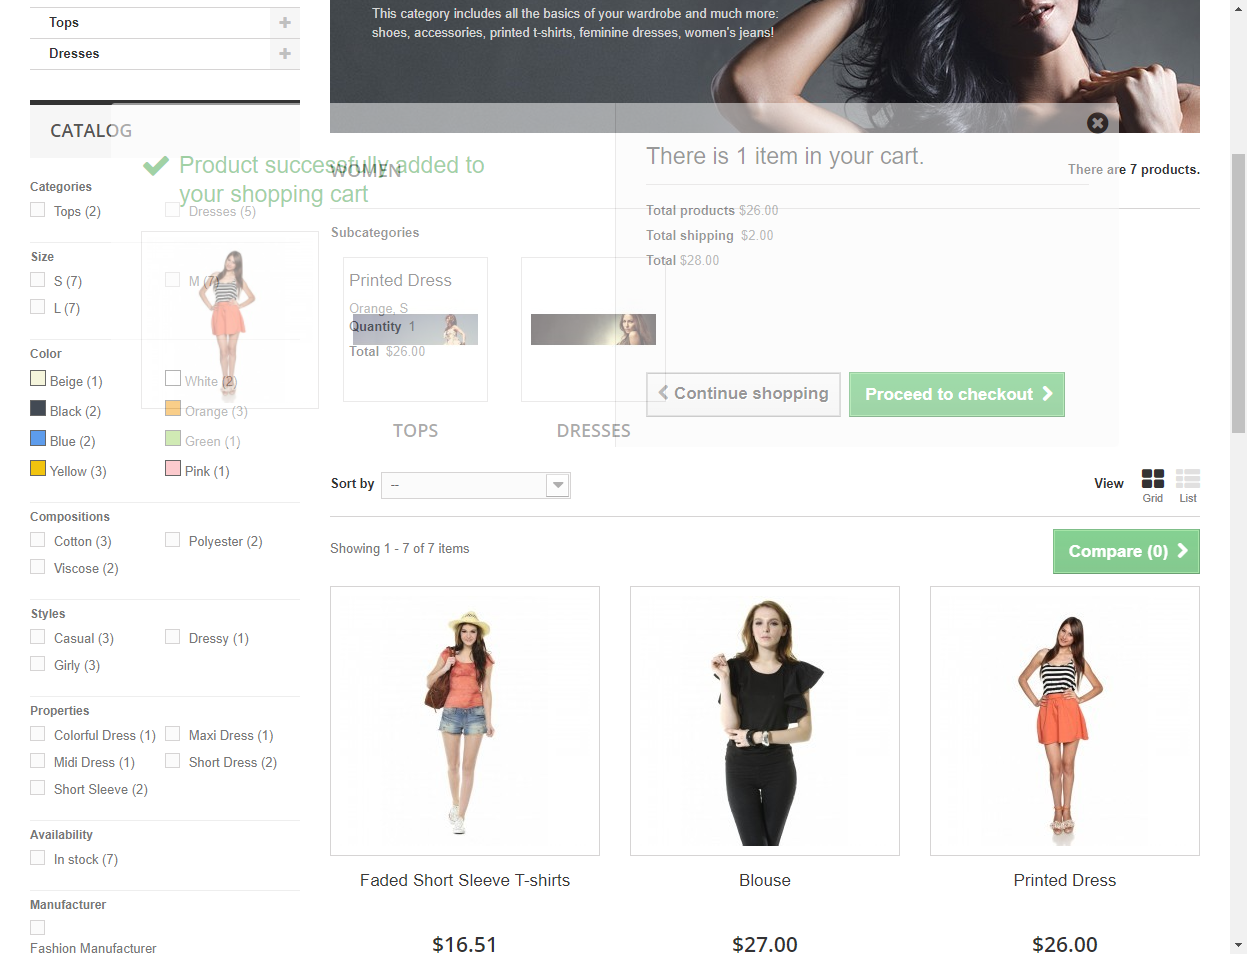 Tops
Dresses
This category includes all the basics of your wardrobe and much more:
shoes, accessories, printed t-shirts, feminine dresses, women's jeans!
CATALOG
Product successfully added to
your shopping cart
WOMEN
There is 1 item in your cart.
There are 7 products.
Categories
Tops (2)
Dresses (5)
Total products $26.00
Total shipping $2.00
Total $28.00
Subcategories
Size
S (7)
M (7)
L (7)
Printed Dress
Orange, S
Quantity 1
Total $26.00
Color
Beige (1)
White (2)
Black (2)
Orange (3)
Blue (2)
Green (1)
Yellow (3)
Pink (1)
Continue shopping
Proceed to checkout
TOPS
DRESSES
Sort by
--
View
Grid
List
Compositions
Cotton (3)
Polyester (2)
Viscose (2)
Showing 1 - 7 of 7 items
Compare (0)
Styles
Casual (3)
Dressy (1)
Girly (3)
Properties
Colorful Dress (1)
Maxi Dress (1)
Midi Dress (1)
Short Dress (2)
Short Sleeve (2)
Availability
In stock (7)
Manufacturer
Fashion Manufacturer
Faded Short Sleeve T-shirts
Blouse
Printed Dress
$16.51
$27.00
$26.00